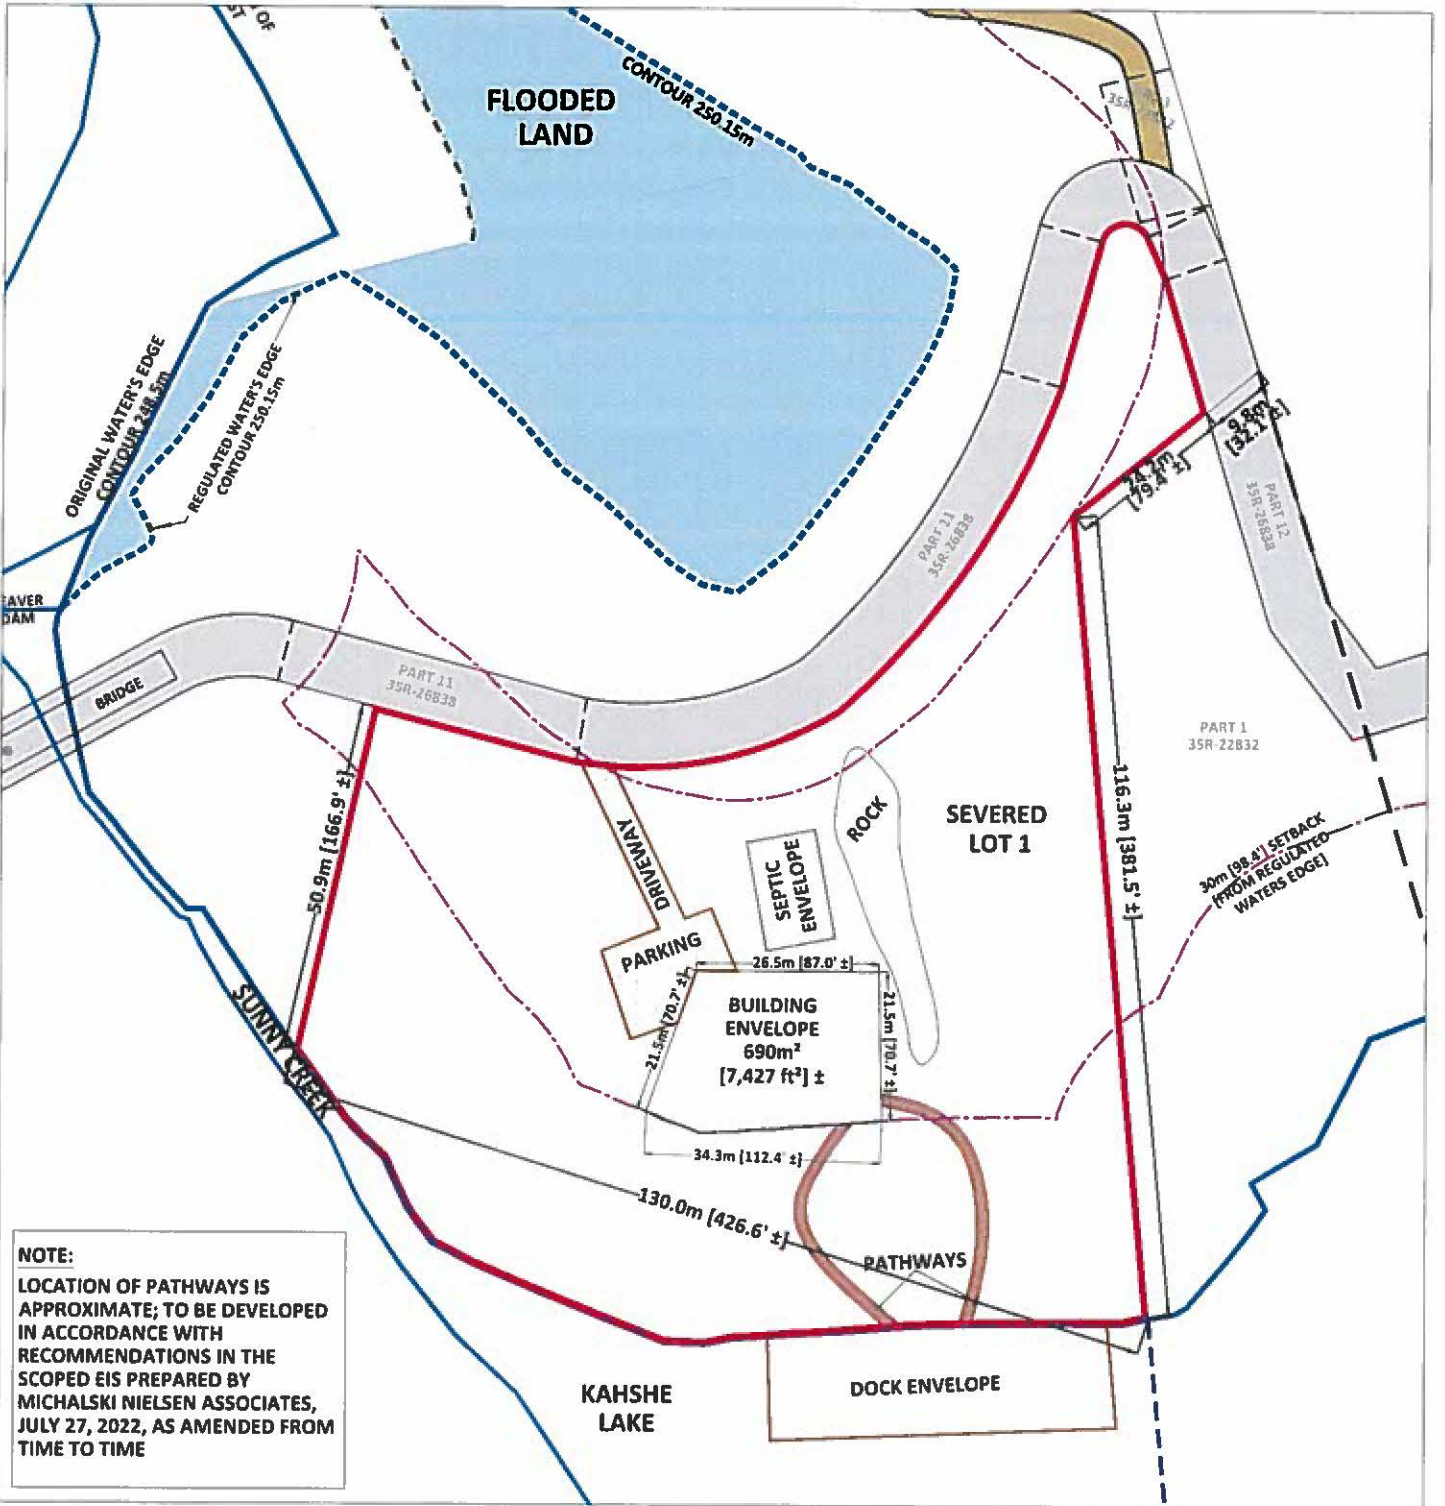 FLOODED
LAND
CONTOUR 250.15m
ORIGINAL WATER'S EDGE
CONTOUR 248.5m
REGULATED WATER'S EDGE
CONTOUR 250.15m
DAM
BRIDGE
PART 11
35R-26838
PART 11
35R-26838
9.8m
[32.1' ±]
24.2m
[79.4' ±]
PART 12
35R-26838
PART 1
35R-22832
50.9m [166.9' ±]
DRIVEWAY
PARKING
SEPTIC
ENVELOPE
ROCK
SEVERED
LOT 1
116.3m [381.5' ±]
30m [98.4'] SETBACK
(FROM REGULATED
WATERS EDGE]
26.5m [87.0' ±]
BUILDING
ENVELOPE
690m²
[7,427 ft²] ±
21.5m [70.7' ±]
21.5m [70.7' ±]
34.3m [112.4' ±]
SUNNY CREEK
130.0m [426.6' ±]
PATHWAYS
DOCK ENVELOPE
KAHSHE
LAKE
NOTE:
LOCATION OF PATHWAYS IS
APPROXIMATE; TO BE DEVELOPED
IN ACCORDANCE WITH
RECOMMENDATIONS IN THE
SCOPED EIS PREPARED BY
MICHALSKI NIELSEN ASSOCIATES,
JULY 27, 2022, AS AMENDED FROM
TIME TO TIME